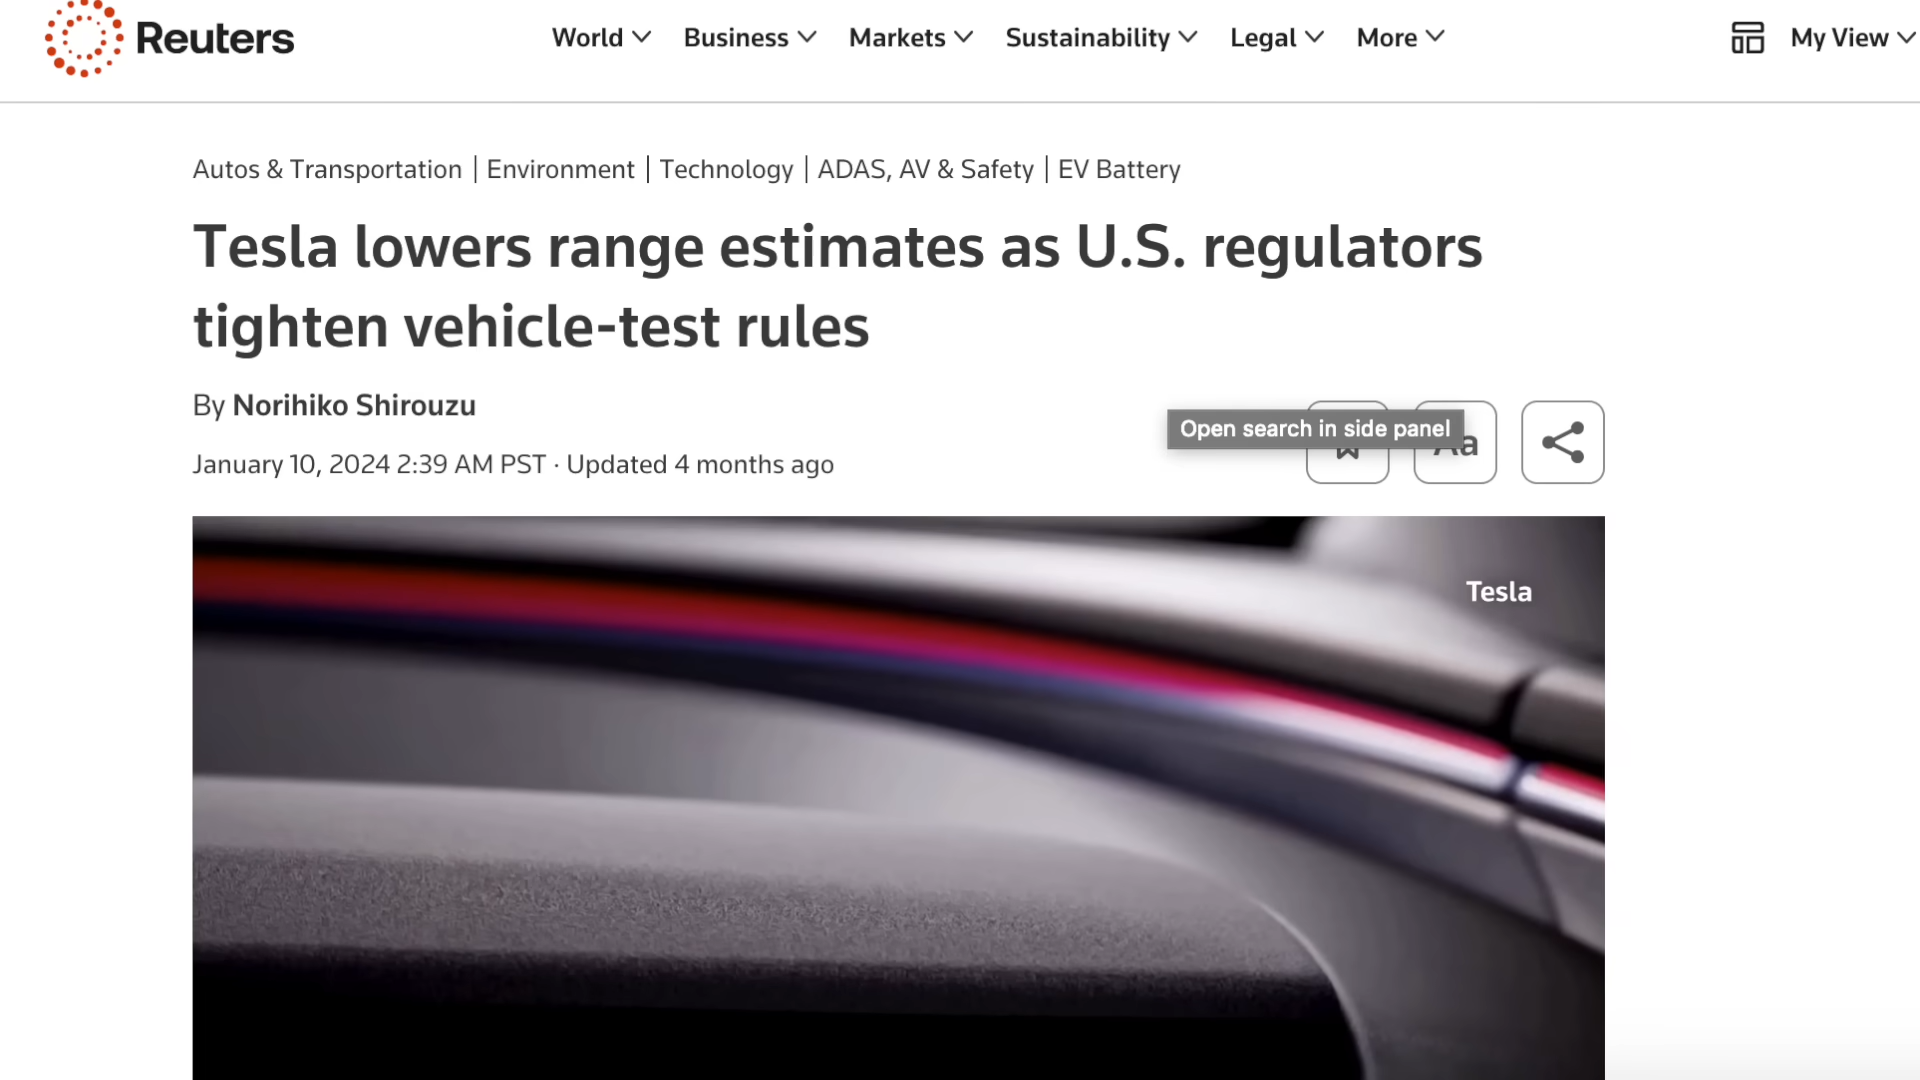 Reuters
World Business Markets Sustainability Legal More
My View
Autos & Transportation | Environment | Technology | ADAS, AV & Safety | EV Battery
Tesla lowers range estimates as U.S. regulators
tighten vehicle-test rules
By Norihiko Shirouzu
Open search in side panel
Aa
January 10, 2024 2:39 AM PST · Updated 4 months ago
Tesla